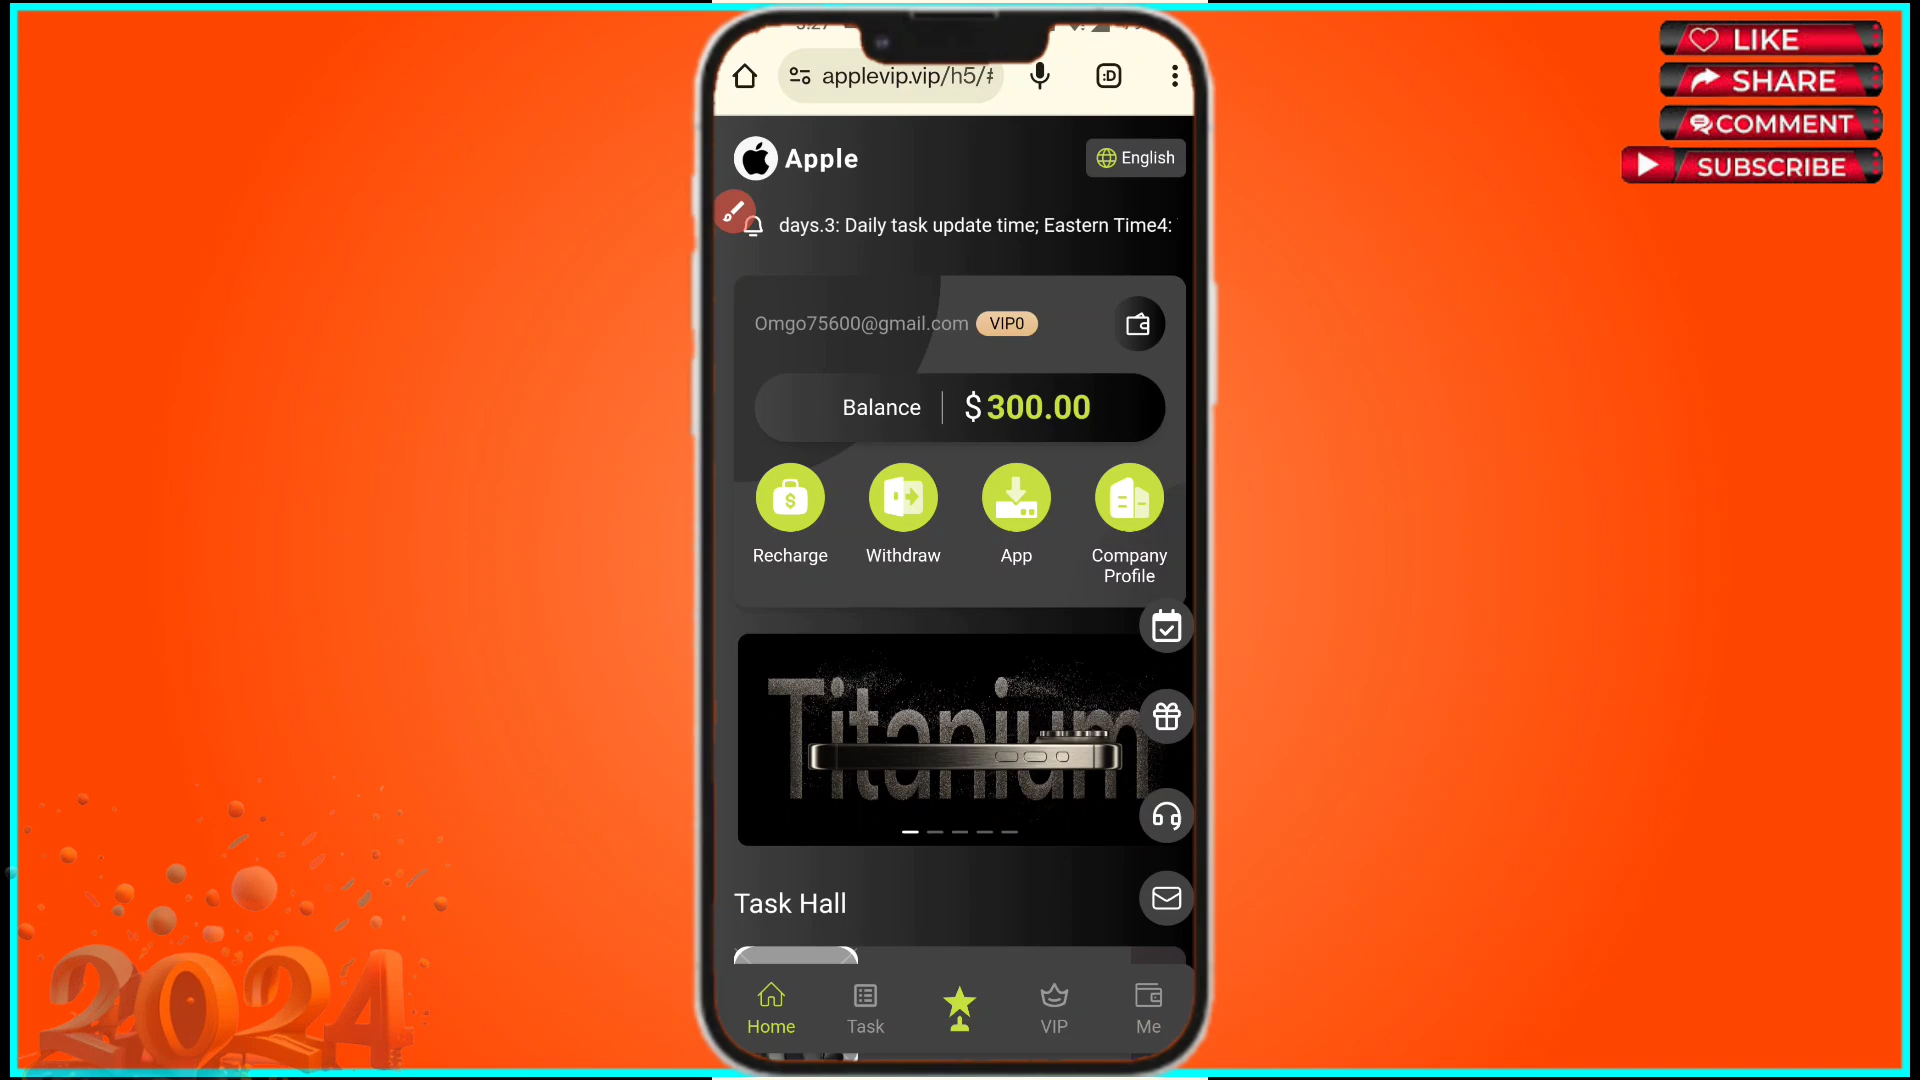 LIKE
SHARE
COMMENT
SUBSCRIBE
applevip.vip/h5/#
:D
Apple
English
days.3: Daily task update time; Eastern Time4:
Omgo75600@gmail.com VIP0
Balance $ 300.00
Recharge Withdraw App Company
Profile
Titanium
Task Hall
Home Task VIP Me
2024